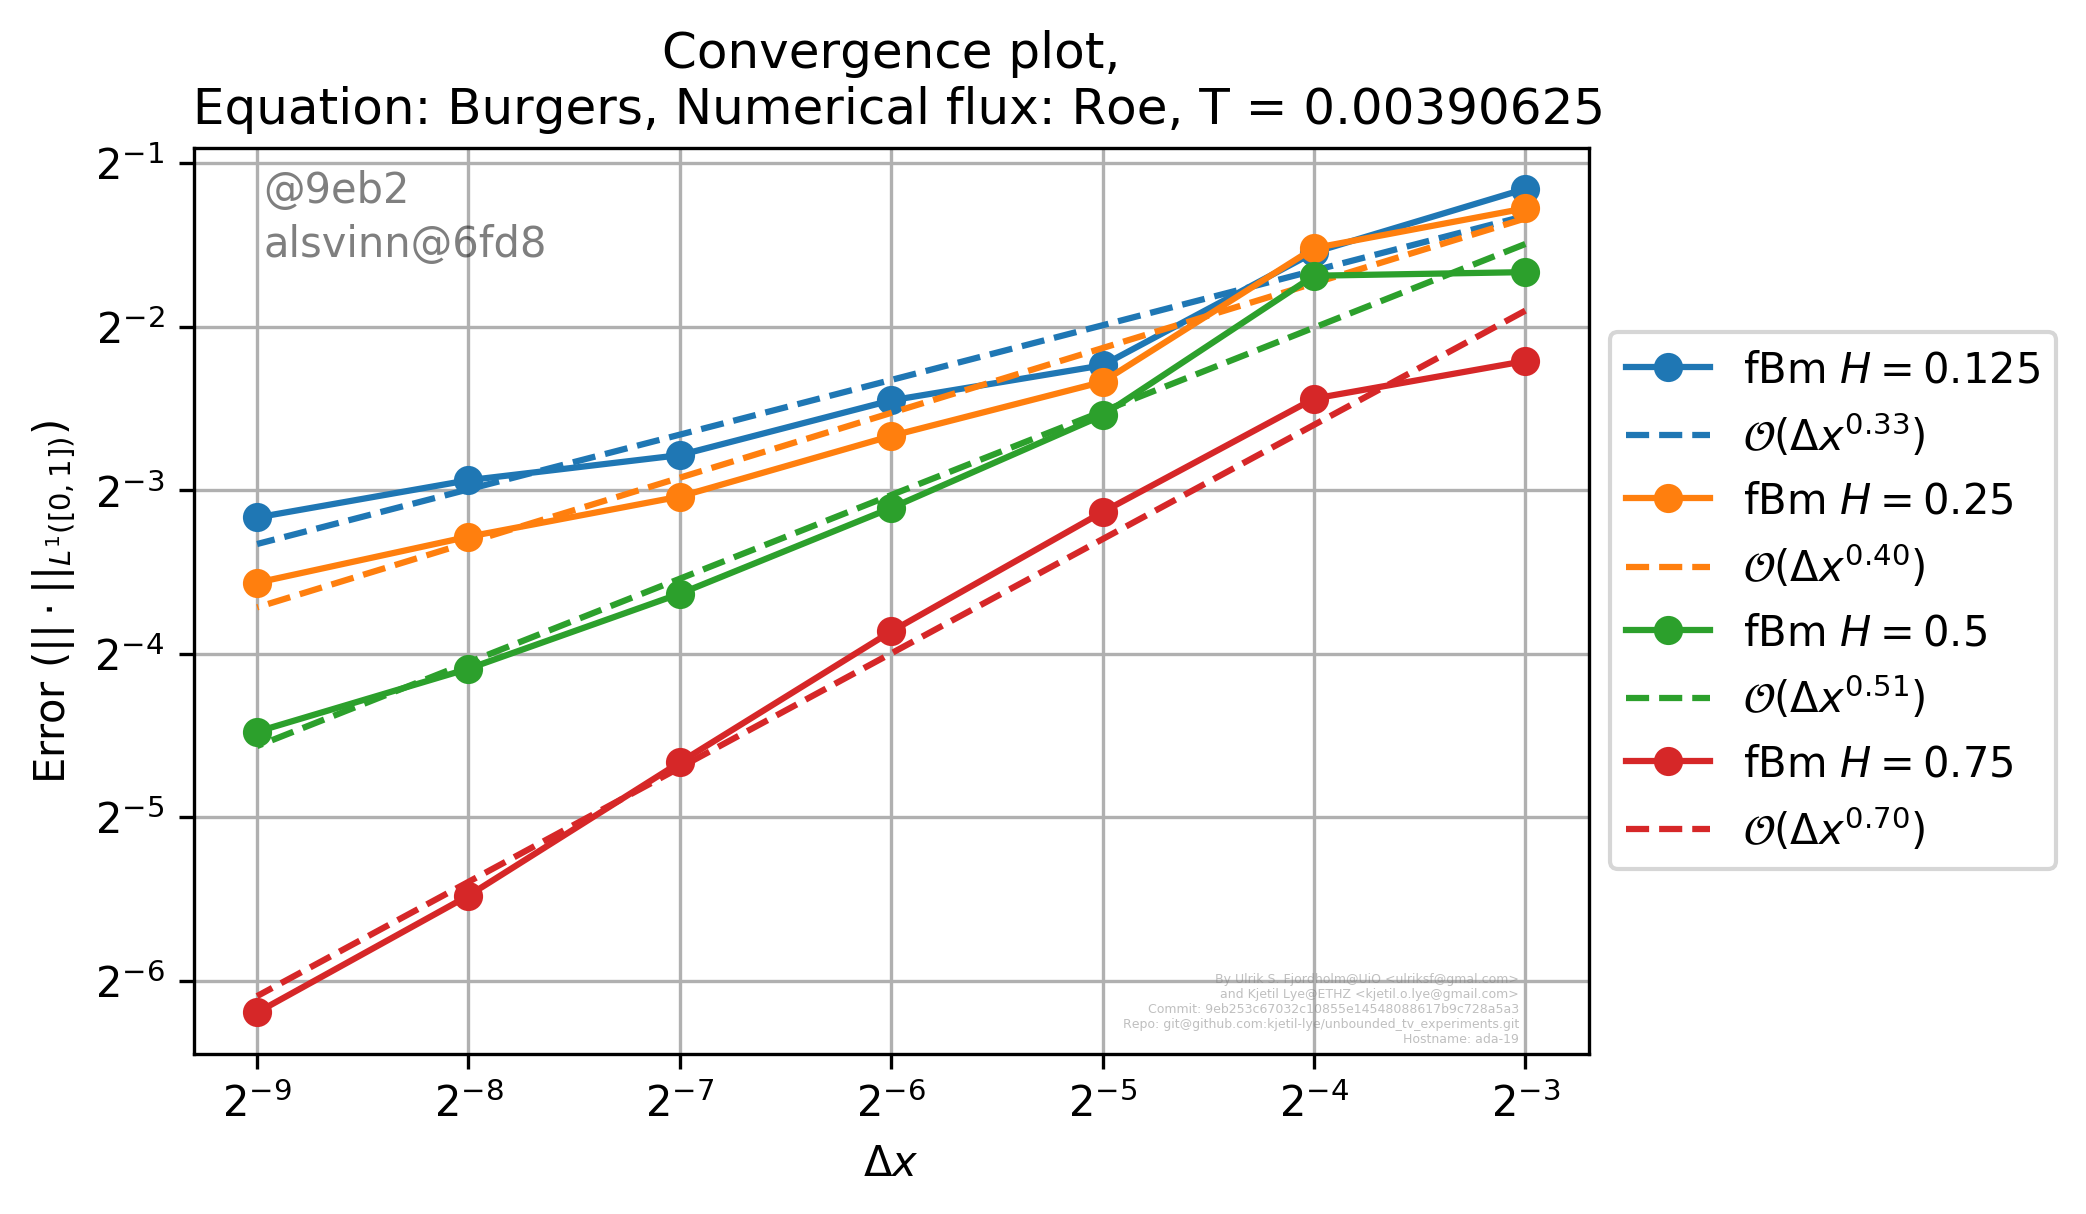 Convergence plot,
Equation: Burgers, Numerical flux: Roe, T = 0.00390625
@9eb2
alsvinn@6fd8
2⁻¹
2⁻²
2⁻³
2⁻⁴
2⁻⁵
2⁻⁶
Error (|| · ||_{L¹([0, 1])})
2⁻⁹ 2⁻⁸ 2⁻⁷ 2⁻⁶ 2⁻⁵ 2⁻⁴ 2⁻³
Δx
fBm H = 0.125
𝒪(Δx^{0.33})
fBm H = 0.25
𝒪(Δx^{0.40})
fBm H = 0.5
𝒪(Δx^{0.51})
fBm H = 0.75
𝒪(Δx^{0.70})
By Ulrik S. Fjordholm@UiO <ulriksf@gmal.com>
and Kjetil Lye@ETHZ <kjetil.o.lye@gmail.com>
Commit: 9eb253c67032c10855e14548088617b9c728a5a3
Repo: git@github.com:kjetil-lye/unbounded_tv_experiments.git
Hostname: ada-19